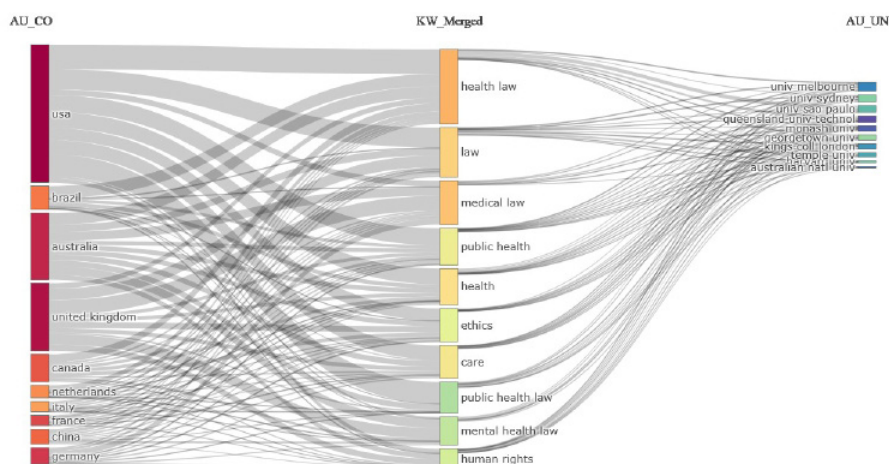 AU_CO
KW_Merged
AU_UN
usa
brazil
australia
united kingdom
canada
netherlands
italy
france
china
germany
health law
law
medical law
public health
health
ethics
care
public health law
mental health law
human rights
univ melbourne
univ sydney
univ sao paulo
queensland univ technol
monash univ
georgetown univ
kings coll london
temple univ
harvard univ
australian natl univ